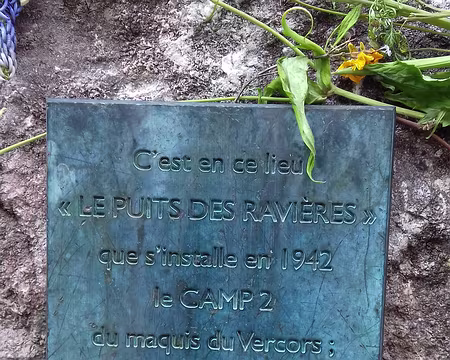 C'est en ce lieu
« LE PUITS DES RAVIÈRES »
que s'installe en 1942
le CAMP 2
du maquis du Vercors ;